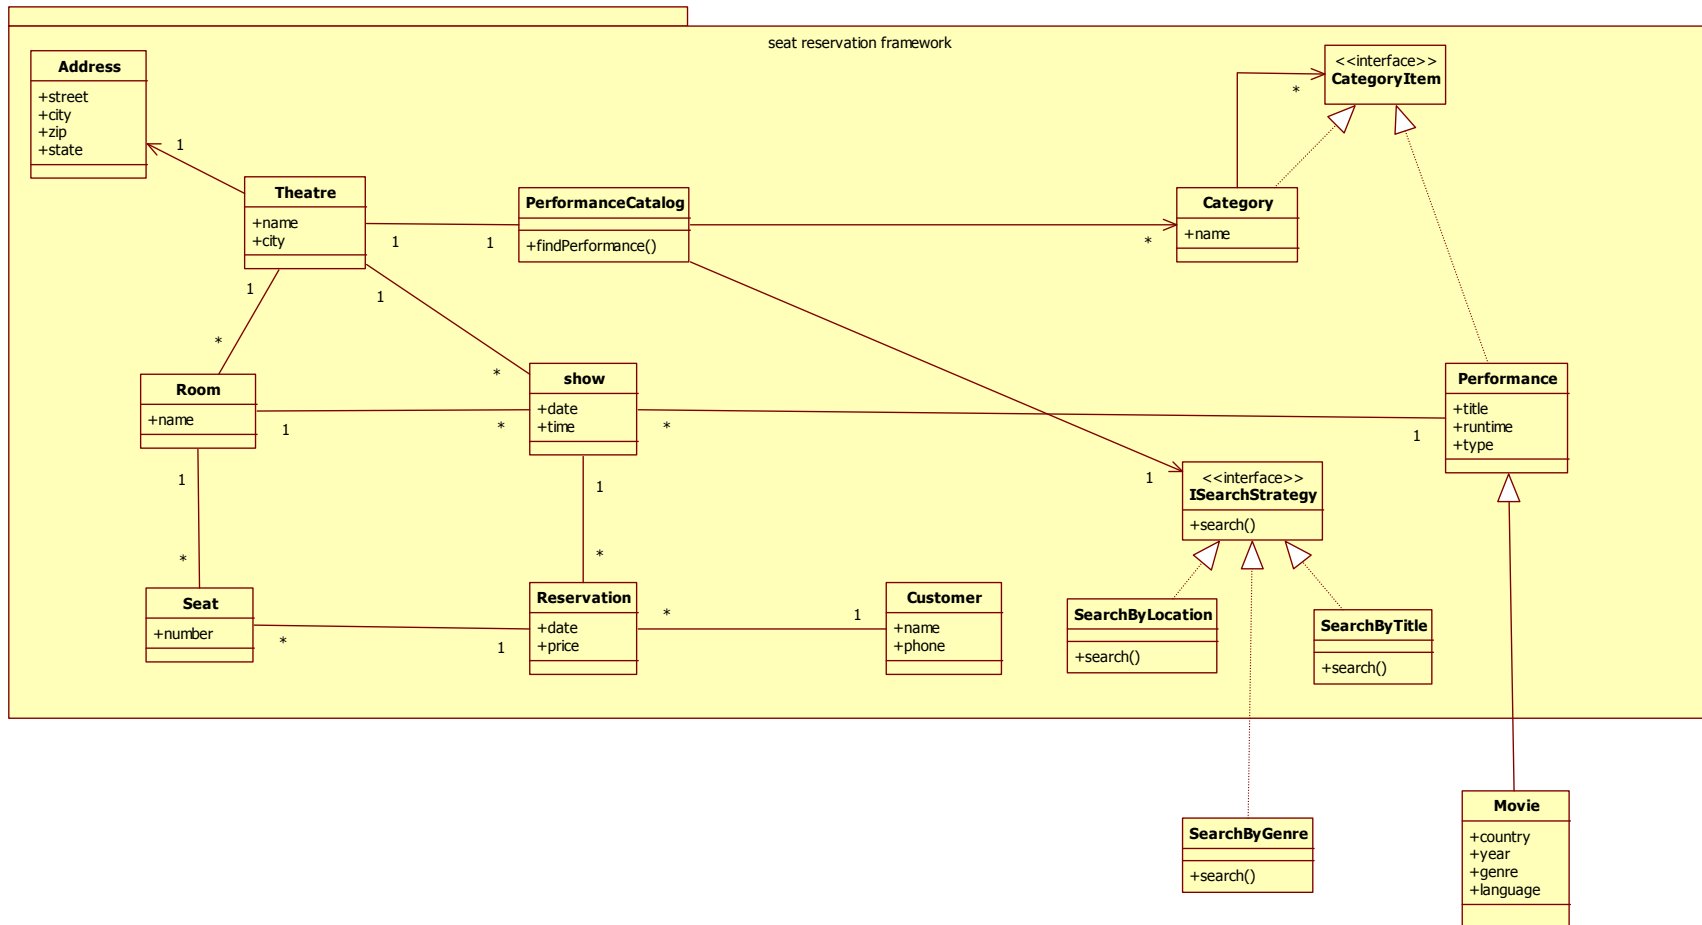 seat reservation framework
Address
+street
+city
+zip
+state
1
<<interface>>
CategoryItem
*
Theatre
+name
+city
1
1
PerformanceCatalog
+findPerformance()
*
Category
+name
1
*
1
*
Room
+name
1
*
show
+date
+time
*
1
Performance
+title
+runtime
+type
1
*
1
*
1
<<interface>>
ISearchStrategy
+search()
Seat
+number
*
1
Reservation
+date
+price
*
1
Customer
+name
+phone
SearchByLocation
+search()
SearchByTitle
+search()
SearchByGenre
+search()
Movie
+country
+year
+genre
+language